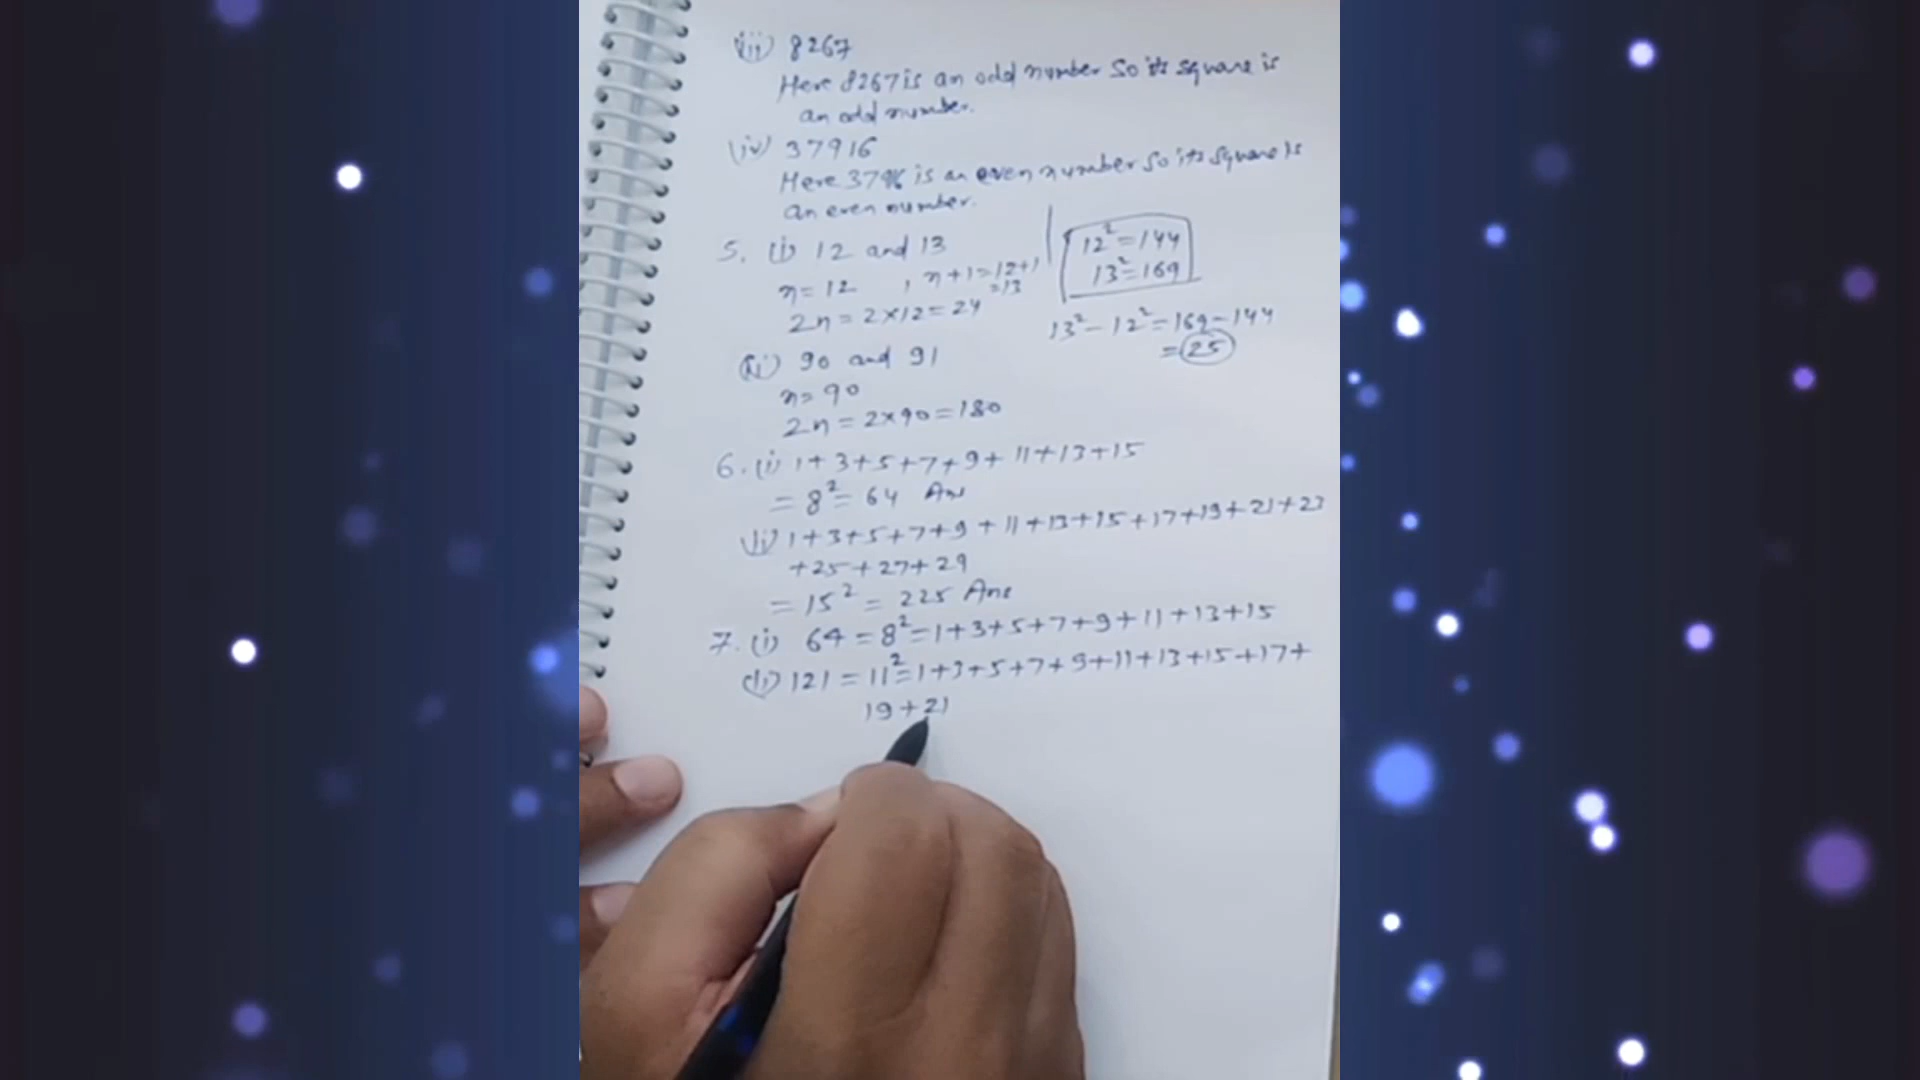 (iii) 8267
Here 8267 is an odd number So its square is
an odd number.
(iv) 37916
Here 37916 is an even number So its square is
an even number.
5. (i) 12 and 13
n = 12 , n+1 = 12+1
= 13
2n = 2×12 = 24
12² = 144
13² = 169
13² - 12² = 169 - 144
= 25
(ii) 90 and 91
n = 90
2n = 2×90 = 180
6. (i) 1+3+5+7+9+11+13+15
= 8² = 64 Ans
(ii) 1+3+5+7+9+11+13+15+17+19+21+23
+25+27+29
= 15² = 225 Ans
7. (i) 64 = 8² = 1+3+5+7+9+11+13+15
(ii) 121 = 11² = 1+3+5+7+9+11+13+15+17+
19+21